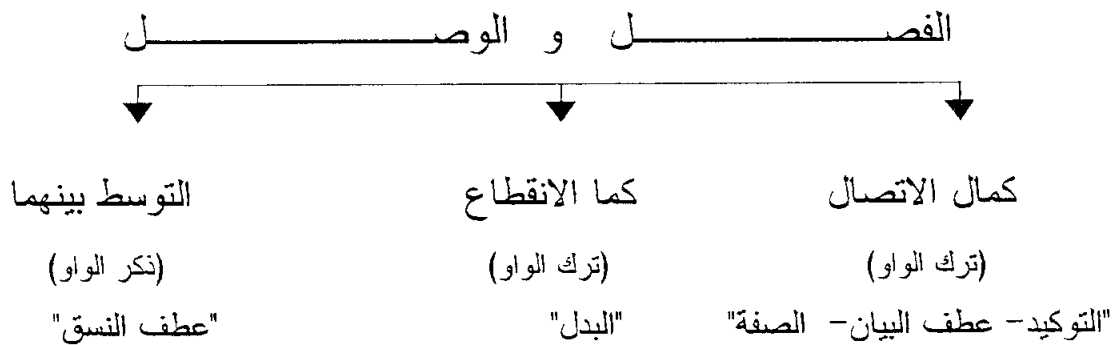 الفصل و الوصل
كمال الاتصال كما الانقطاع التوسط بينهما
(ترك الواو) (ترك الواو) (ذكر الواو)
"التوكيد- عطف البيان- الصفة" "البدل" "عطف النسق"